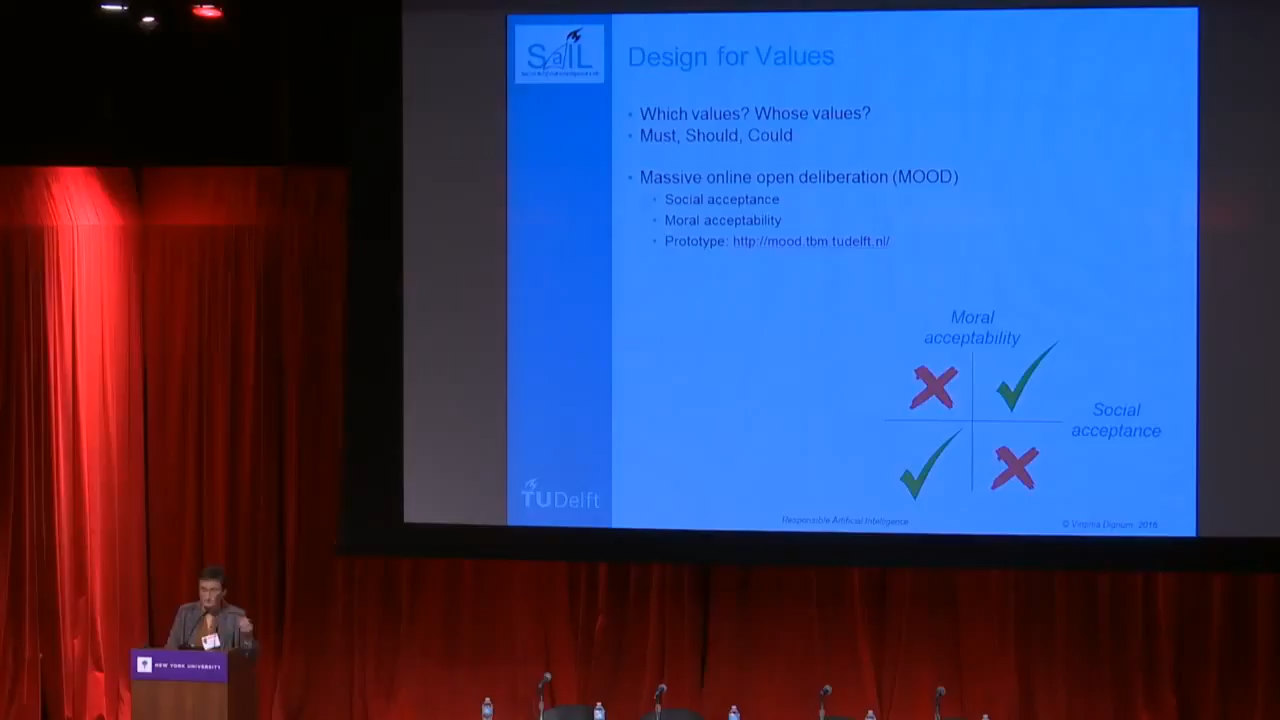 SaIL
Design for Values
Which values? Whose values?
Must, Should, Could
Massive online open deliberation (MOOD)
Social acceptance
Moral acceptability
Prototype: http://mood.tbm.tudelft.nl/
Moral
acceptability
Social
acceptance
TUDelft
Responsible Artificial Intelligence
© Virginia Dignum 2016
NEW YORK UNIVERSITY